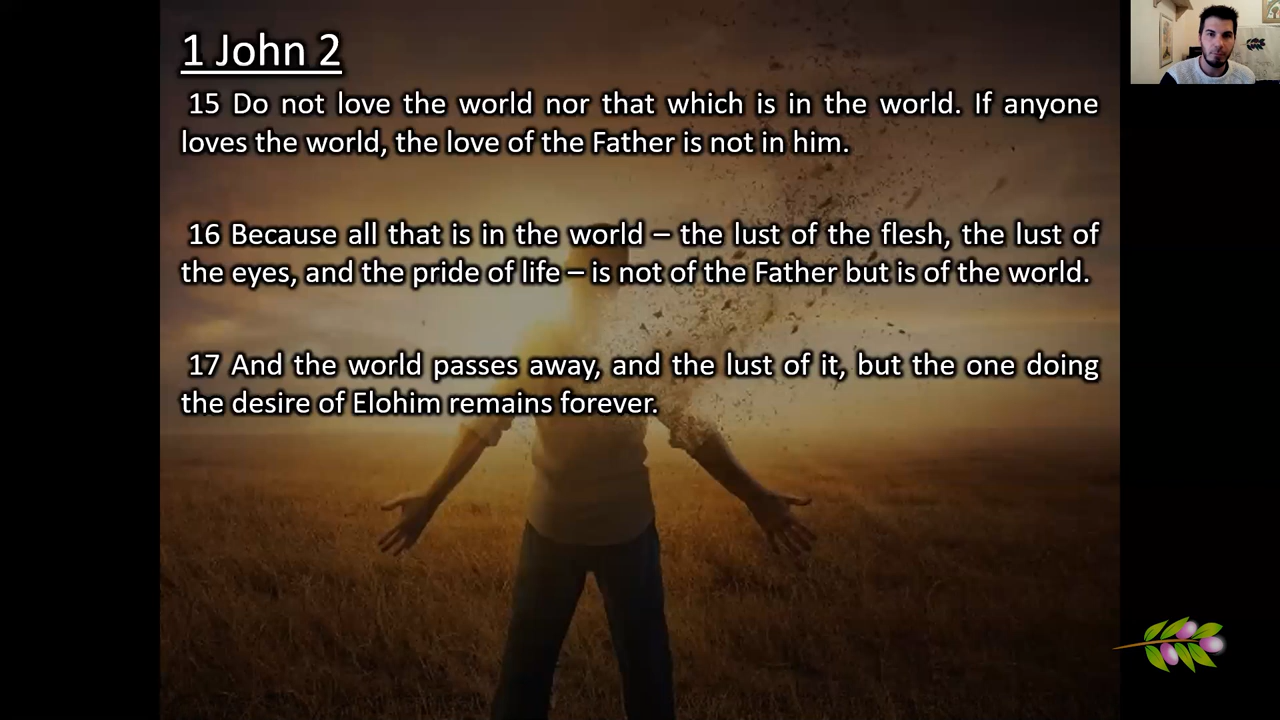 1 John 2
15 Do not love the world nor that which is in the world. If anyone
loves the world, the love of the Father is not in him.
16 Because all that is in the world – the lust of the flesh, the lust of
the eyes, and the pride of life – is not of the Father but is of the world.
17 And the world passes away, and the lust of it, but the one doing
the desire of Elohim remains forever.